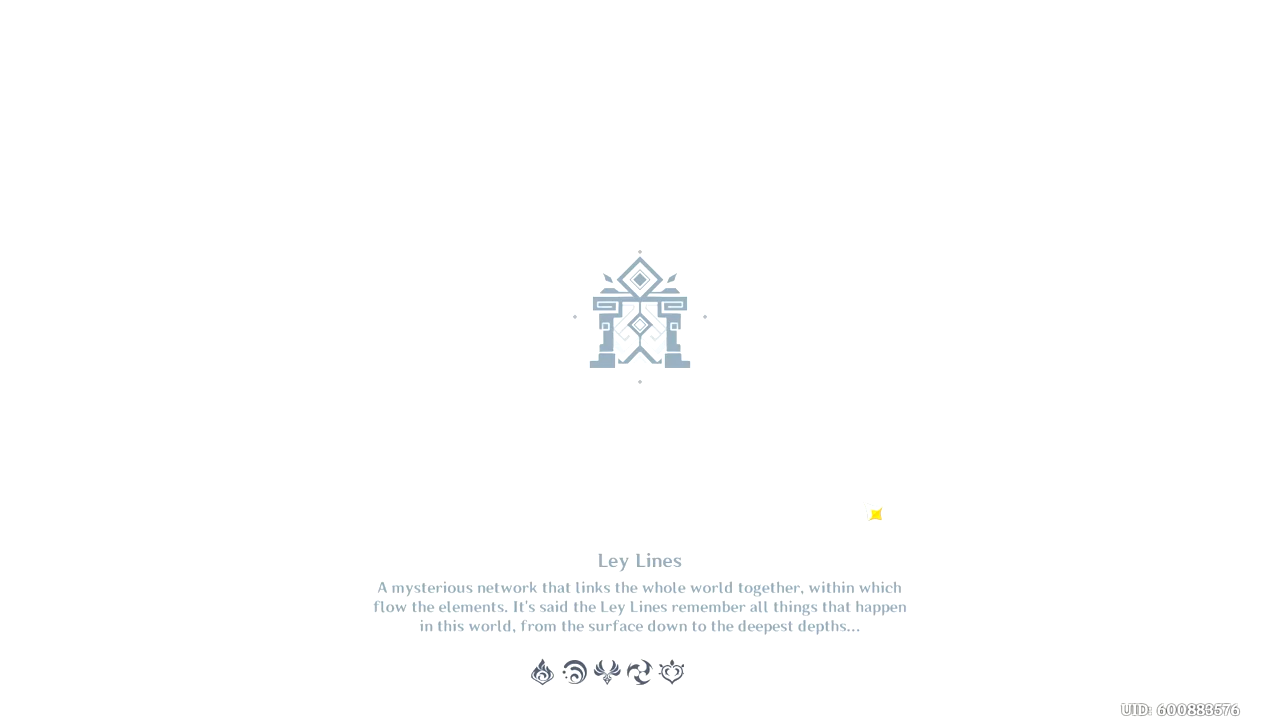 Ley Lines
A mysterious network that links the whole world together, within which
flow the elements. It's said the Ley Lines remember all things that happen
in this world, from the surface down to the deepest depths...
UID: 600883576